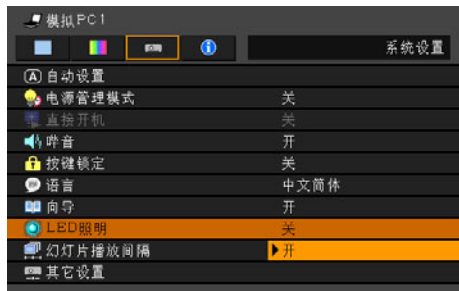 模拟PC1
系统设置
自动设置
电源管理模式 关
直接开机 关
哔音 开
按键锁定 关
语言 中文简体
向导 开
LED照明 关
幻灯片播放间隔 开
其它设置